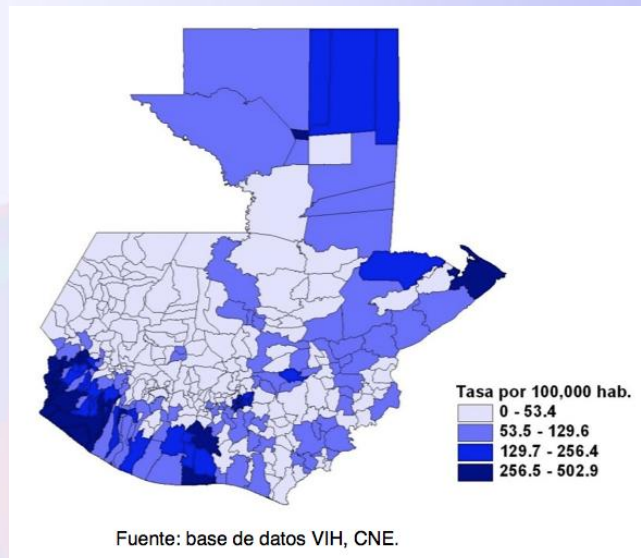 Tasa por 100,000 hab.
0 - 53.4
53.5 - 129.6
129.7 - 256.4
256.5 - 502.9
Fuente: base de datos VIH, CNE.